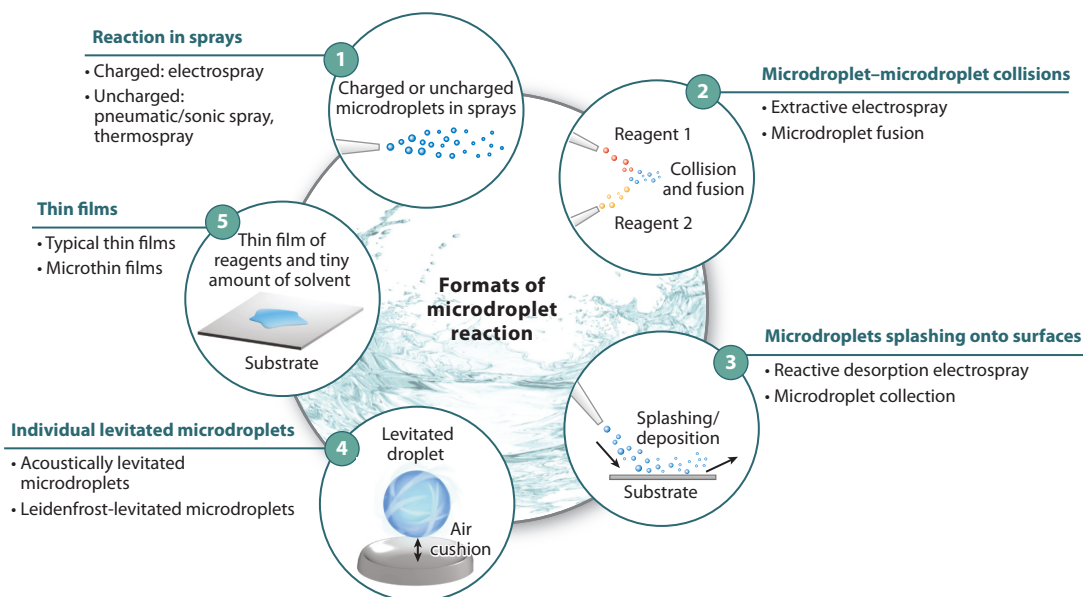 Reaction in sprays
• Charged: electrospray
• Uncharged:
pneumatic/sonic spray,
thermospray
1
Charged or uncharged
microdroplets in sprays
2
Microdroplet–microdroplet collisions
• Extractive electrospray
• Microdroplet fusion
Reagent 1
Collision
and fusion
Reagent 2
Thin films
• Typical thin films
• Microthin films
5
Thin film of
reagents and tiny
amount of solvent
Substrate
Formats of
microdroplet
reaction
Microdroplets splashing onto surfaces
3
• Reactive desorption electrospray
• Microdroplet collection
Splashing/
deposition
Substrate
Individual levitated microdroplets
4
• Acoustically levitated
microdroplets
• Leidenfrost-levitated microdroplets
Levitated
droplet
Air
cushion